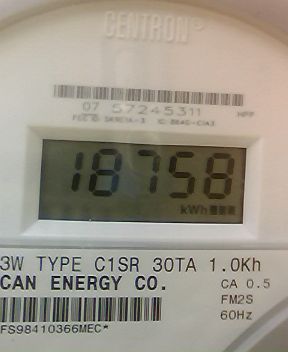 CENTRON®
07 57245311
18758
kWh
3W TYPE C1SR 30TA 1.0Kh
CAN ENERGY CO.
CA 0.5
FM2S
60Hz
FS98410366MEC*